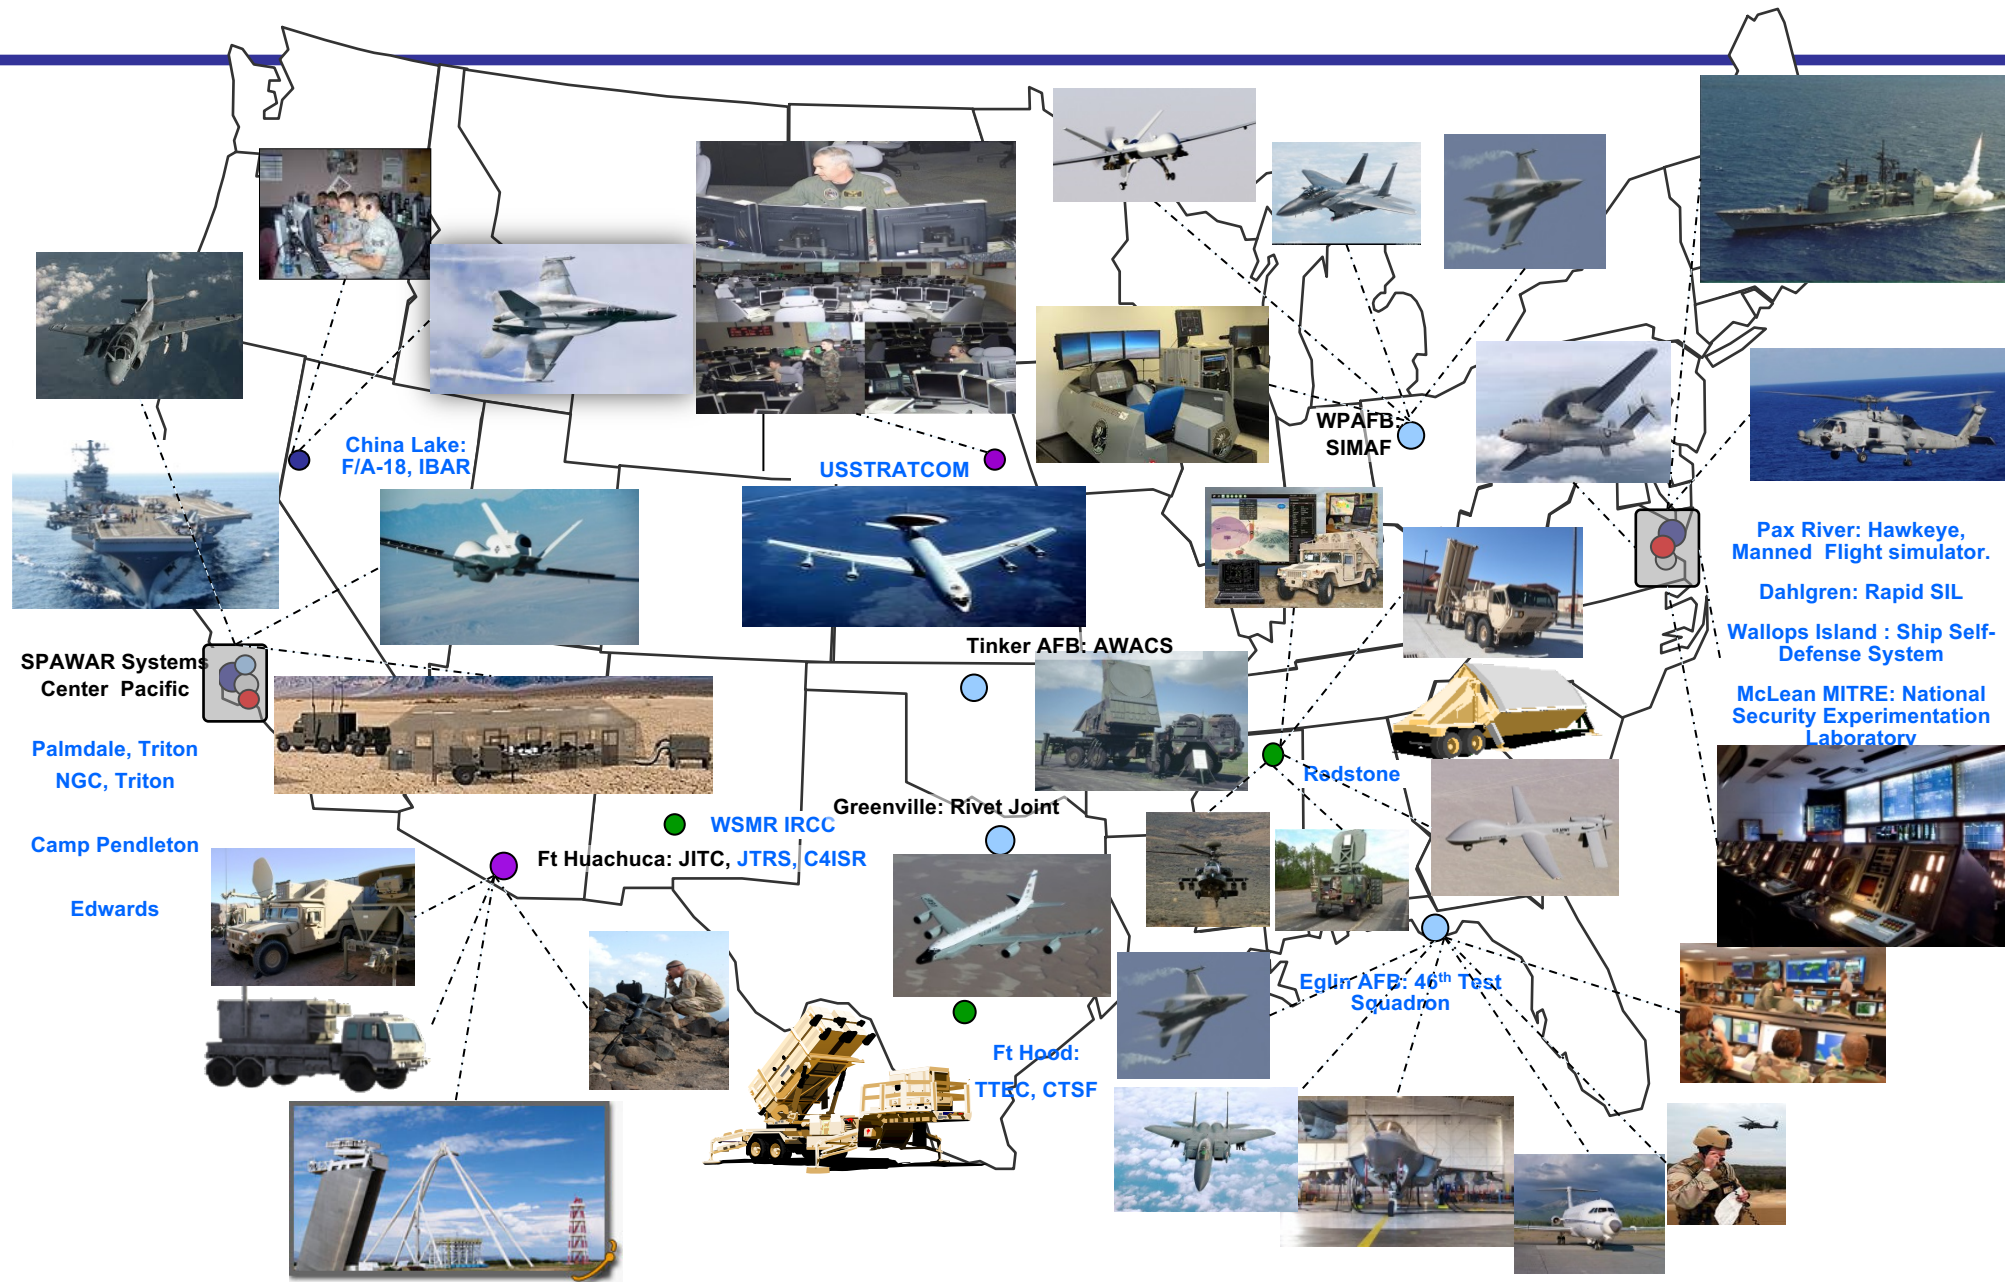 China Lake:
F/A-18, IBAR
USSTRATCOM
WPAFB:
SIMAF
Pax River: Hawkeye,
Manned Flight simulator.
Dahlgren: Rapid SIL
Wallops Island : Ship Self-
Defense System
McLean MITRE: National
Security Experimentation
Laboratory
Tinker AFB: AWACS
SPAWAR Systems
Center Pacific
Palmdale, Triton
NGC, Triton
Camp Pendleton
Edwards
Redstone
Greenville: Rivet Joint
WSMR IRCC
Ft Huachuca: JITC, JTRS, C4ISR
Eglin AFB: 46th Test
Squadron
Ft Hood:
TTEC, CTSF